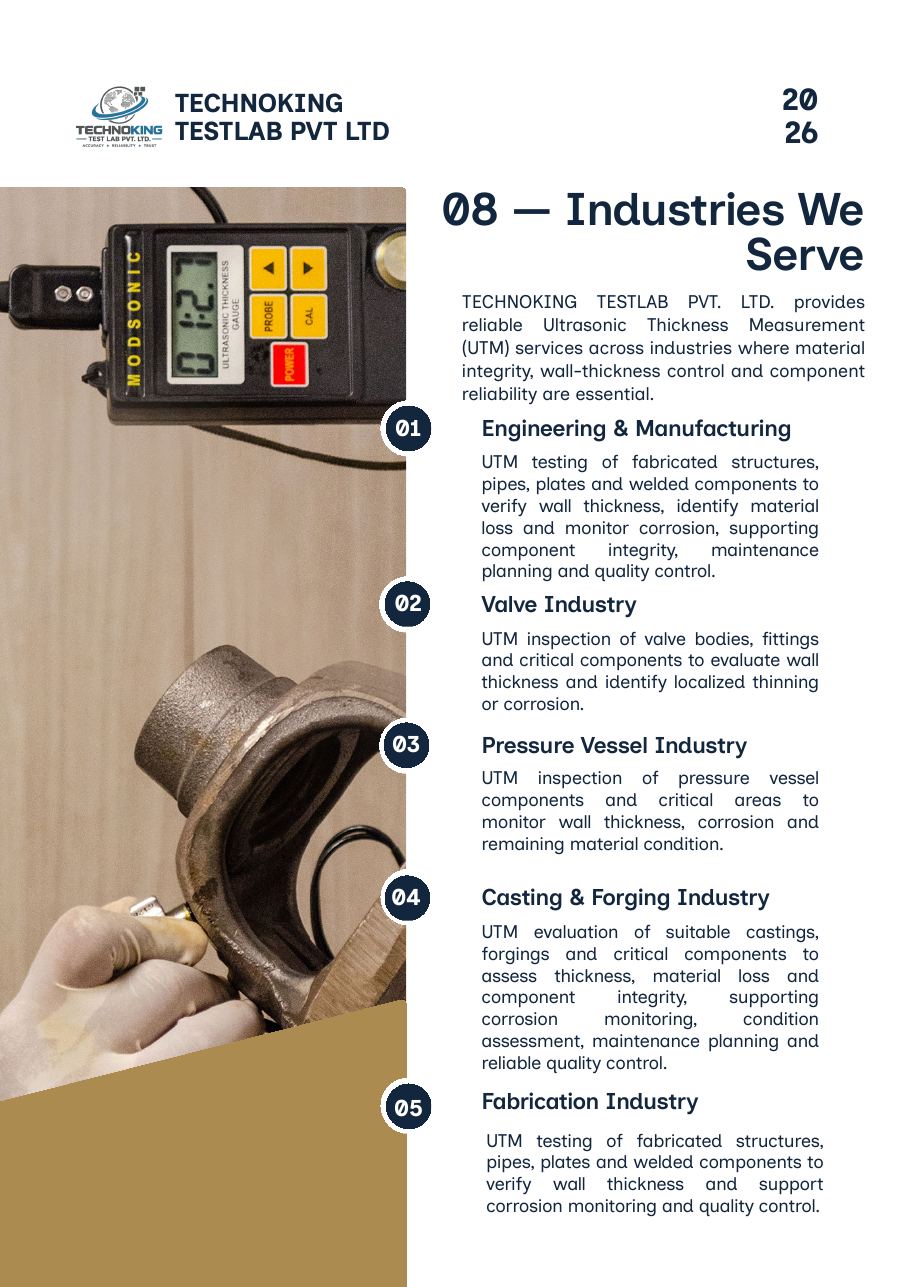 TECHNOKING
TEST LAB PVT. LTD.
ACCURACY • RELIABILITY • TRUST
TECHNOKING
TESTLAB PVT LTD
20
26
MODSONIC
01:2.7
ULTRASONIC THICKNESS
GAUGE
PROBE
CAL
POWER
08 — Industries We
Serve
TECHNOKING TESTLAB PVT. LTD. provides
reliable Ultrasonic Thickness Measurement
(UTM) services across industries where material
integrity, wall-thickness control and component
reliability are essential.
01
Engineering & Manufacturing
UTM testing of fabricated structures,
pipes, plates and welded components to
verify wall thickness, identify material
loss and monitor corrosion, supporting
component integrity, maintenance
planning and quality control.
02
Valve Industry
UTM inspection of valve bodies, fittings
and critical components to evaluate wall
thickness and identify localized thinning
or corrosion.
03
Pressure Vessel Industry
UTM inspection of pressure vessel
components and critical areas to
monitor wall thickness, corrosion and
remaining material condition.
04
Casting & Forging Industry
UTM evaluation of suitable castings,
forgings and critical components to
assess thickness, material loss and
component integrity, supporting
corrosion monitoring, condition
assessment, maintenance planning and
reliable quality control.
05
Fabrication Industry
UTM testing of fabricated structures,
pipes, plates and welded components to
verify wall thickness and support
corrosion monitoring and quality control.